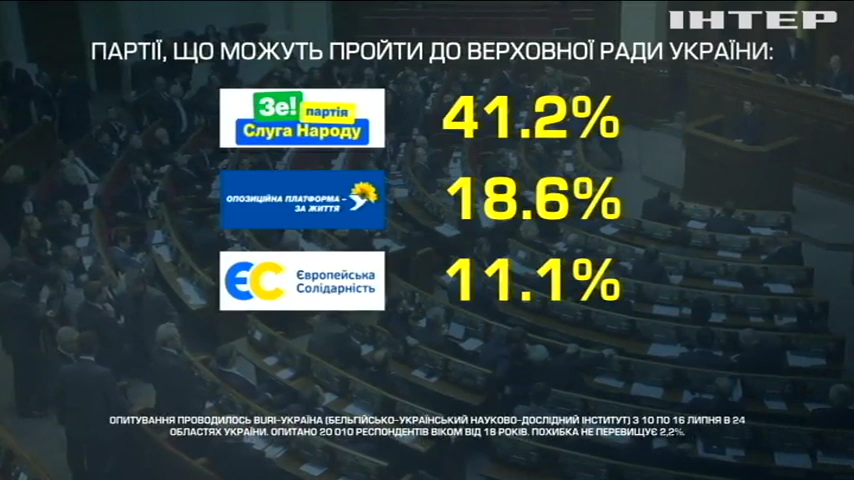 ІНТЕР
ПАРТІЇ, ЩО МОЖУТЬ ПРОЙТИ ДО ВЕРХОВНОЇ РАДИ УКРАЇНИ:
Зе! партія
Слуга Народу
41.2%
ОПОЗИЦІЙНА ПЛАТФОРМА –
ЗА ЖИТТЯ
18.6%
ЄС Європейська
Солідарність
11.1%
ОПИТУВАННЯ ПРОВОДИЛОСЬ BURI-УКРАЇНА (БЕЛЬГІЙСЬКО-УКРАЇНСЬКИЙ НАУКОВО-ДОСЛІДНИЙ ІНСТИТУТ) З 10 ПО 16 ЛИПНЯ В 24
ОБЛАСТЯХ УКРАЇНИ. ОПИТАНО 20 010 РЕСПОНДЕНТІВ ВІКОМ ВІД 18 РОКІВ. ПОХИБКА НЕ ПЕРЕВИЩУЄ 2,2%.